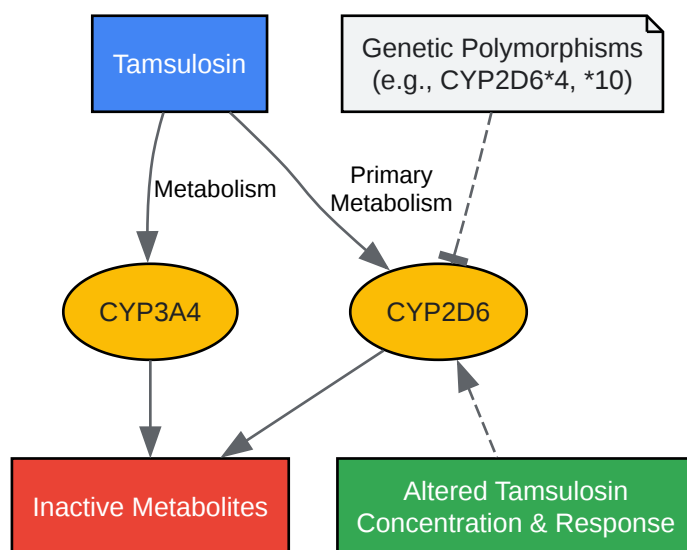 Tamsulosin
Genetic Polymorphisms
(e.g., CYP2D6*4, *10)
Metabolism
Primary
Metabolism
CYP3A4
CYP2D6
Inactive Metabolites
Altered Tamsulosin
Concentration & Response